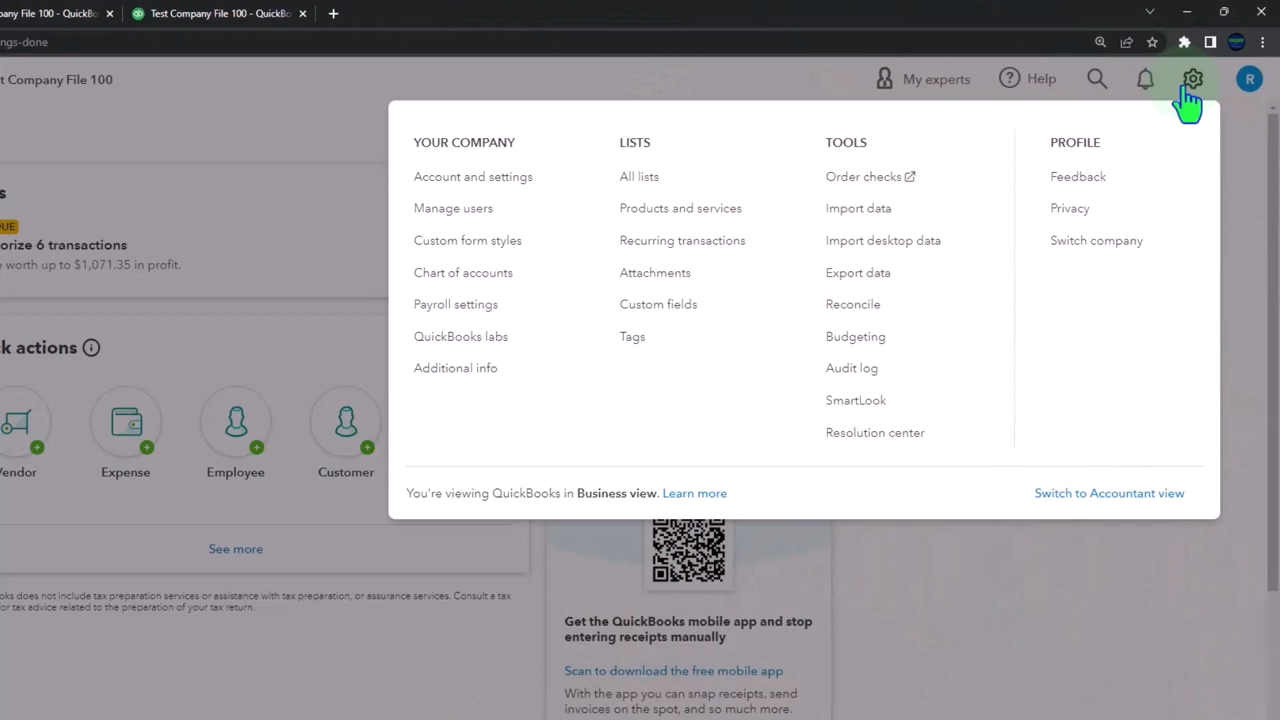 Test Company File 100 - QuickBo
ngs-done
Company File 100
My experts
Help
R
YOUR COMPANY
Account and settings
Manage users
Custom form styles
Chart of accounts
Payroll settings
QuickBooks labs
Additional info
LISTS
All lists
Products and services
Recurring transactions
Attachments
Custom fields
Tags
TOOLS
Order checks
Import data
Import desktop data
Export data
Reconcile
Budgeting
Audit log
SmartLook
Resolution center
PROFILE
Feedback
Privacy
Switch company
You're viewing QuickBooks in Business view. Learn more
Switch to Accountant view
s
UE
orize 6 transactions
worth up to $1,071.35 in profit.
ck actions
Vendor
Expense
Employee
Customer
See more
oks does not include tax preparation services or assistance with tax preparation, or assurance services. Consult a tax
for tax advice related to the preparation of your tax return.
Get the QuickBooks mobile app and stop
entering receipts manually
Scan to download the free mobile app
With the app you can snap receipts, send
invoices on the spot, and so much more.